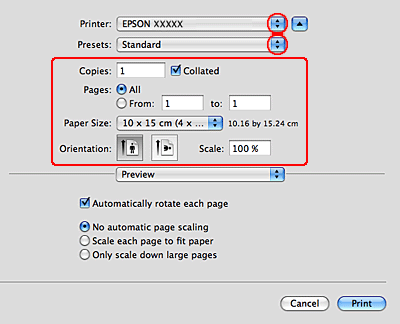 Printer: EPSON XXXXX
Presets: Standard
Copies: 1 Collated
Pages: All
From: 1 to: 1
Paper Size: 10 x 15 cm (4 x ... 10.16 by 15.24 cm
Orientation: Scale: 100 %
Preview
Automatically rotate each page
No automatic page scaling
Scale each page to fit paper
Only scale down large pages
Cancel Print